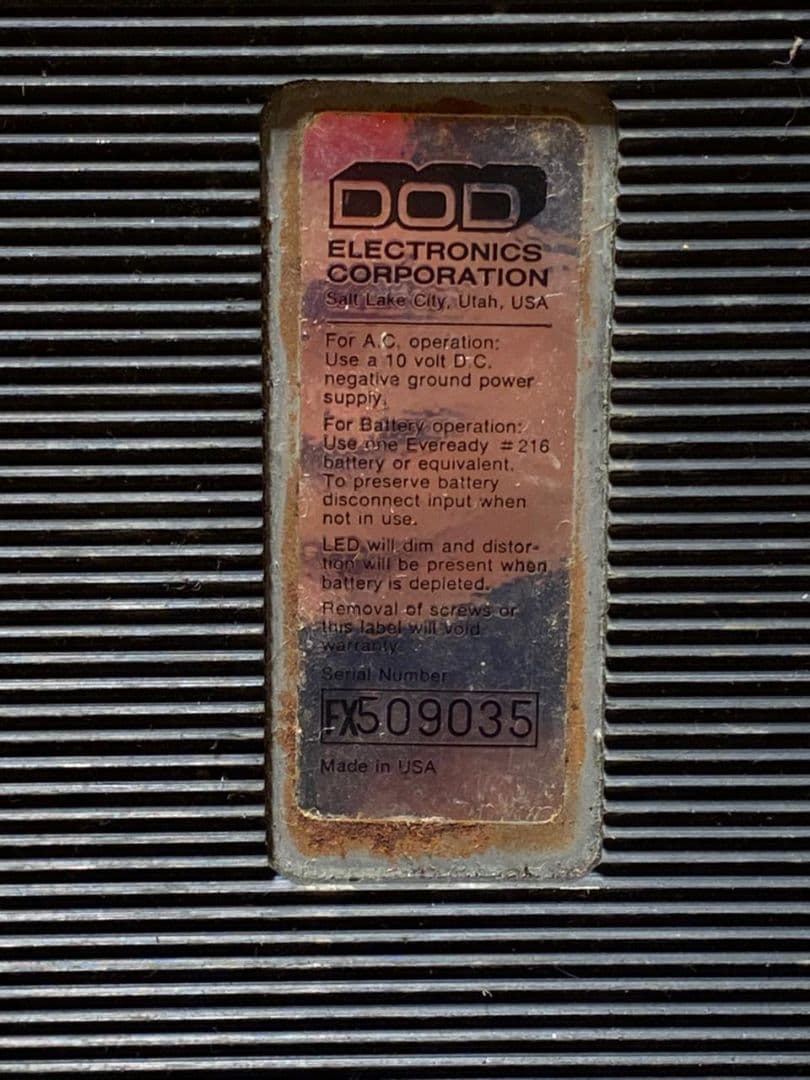 DOD
ELECTRONICS
CORPORATION
Salt Lake City, Utah, USA
For A.C. operation:
Use a 10 volt D.C.
negative ground power
supply.
For Battery operation:
Use one Eveready #216
battery or equivalent.
To preserve battery
disconnect input when
not in use.
LED will dim and distor-
tion will be present when
battery is depleted.
Removal of screws or
this label will void
warranty.
Serial Number
FX509035
Made in USA